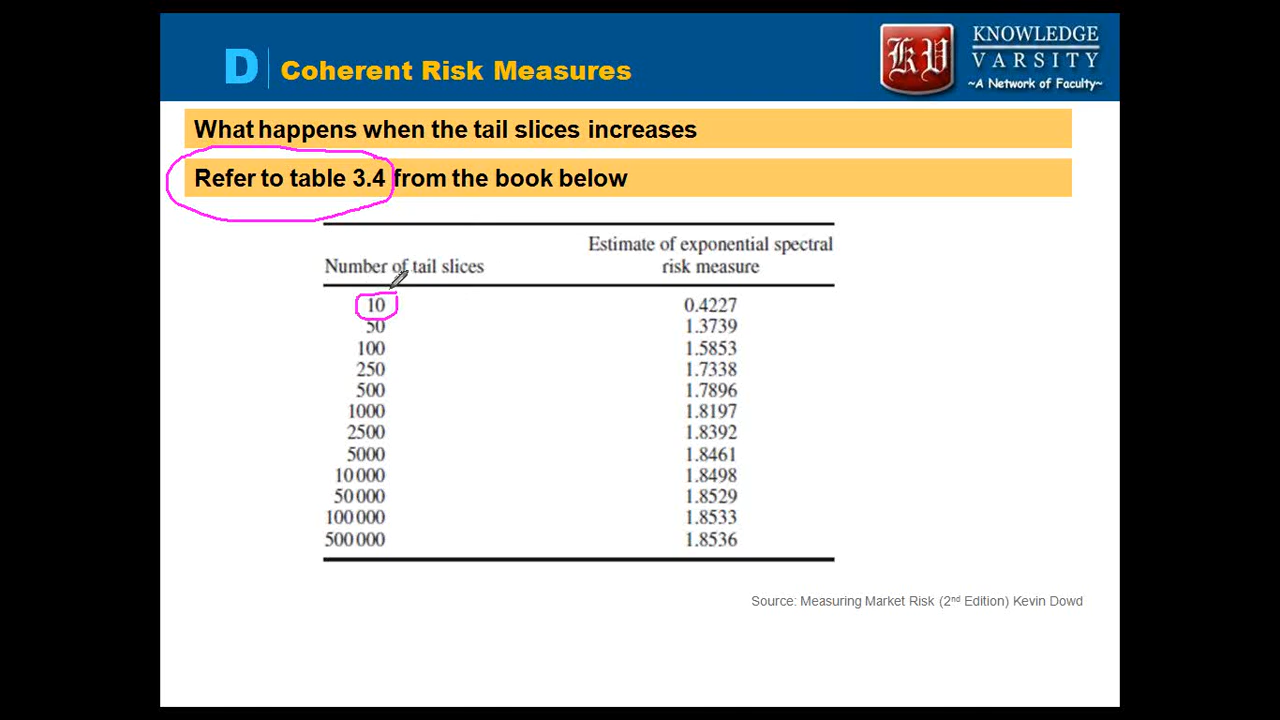 D Coherent Risk Measures
KNOWLEDGE
VARSITY
~A Network of Faculty~
KV
What happens when the tail slices increases
Refer to table 3.4 from the book below
Number of tail slices Estimate of exponential spectral risk measure
10 0.4227
50 1.3739
100 1.5853
250 1.7338
500 1.7896
1000 1.8197
2500 1.8392
5000 1.8461
10 000 1.8498
50 000 1.8529
100 000 1.8533
500 000 1.8536
Source: Measuring Market Risk (2nd Edition) Kevin Dowd